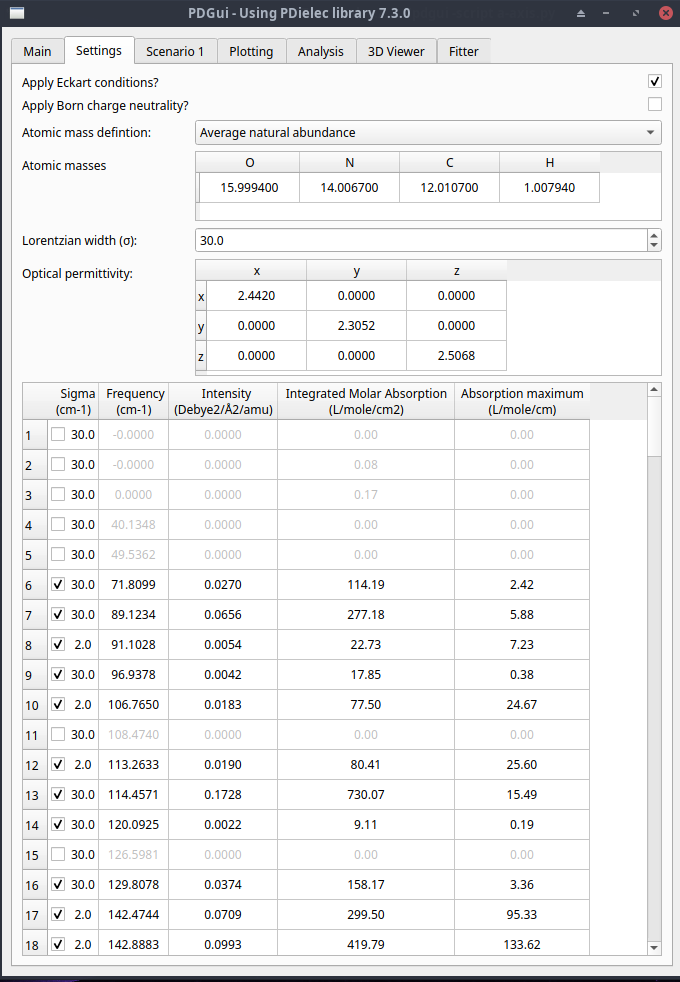 PDGui - Using PDielec library 7.3.0
Main Settings Scenario 1 Plotting Analysis 3D Viewer Fitter
Apply Eckart conditions?
Apply Born charge neutrality?
Atomic mass defintion: Average natural abundance
Atomic masses O N C H
15.999400 14.006700 12.010700 1.007940
Lorentzian width (σ): 30.0
Optical permittivity: x y z
x 2.4420 0.0000 0.0000
y 0.0000 2.3052 0.0000
z 0.0000 0.0000 2.5068
Sigma Frequency Intensity Integrated Molar Absorption Absorption maximum
(cm-1) (cm-1) (Debye2/Å2/amu) (L/mole/cm2) (L/mole/cm)
1 30.0 -0.0000 0.0000 0.00 0.00
2 30.0 -0.0000 0.0000 0.08 0.00
3 30.0 0.0000 0.0000 0.17 0.00
4 30.0 40.1348 0.0000 0.00 0.00
5 30.0 49.5362 0.0000 0.00 0.00
6 30.0 71.8099 0.0270 114.19 2.42
7 30.0 89.1234 0.0656 277.18 5.88
8 2.0 91.1028 0.0054 22.73 7.23
9 30.0 96.9378 0.0042 17.85 0.38
10 2.0 106.7650 0.0183 77.50 24.67
11 30.0 108.4740 0.0000 0.00 0.00
12 2.0 113.2633 0.0190 80.41 25.60
13 30.0 114.4571 0.1728 730.07 15.49
14 30.0 120.0925 0.0022 9.11 0.19
15 30.0 126.5981 0.0000 0.00 0.00
16 30.0 129.8078 0.0374 158.17 3.36
17 2.0 142.4744 0.0709 299.50 95.33
18 2.0 142.8883 0.0993 419.79 133.62